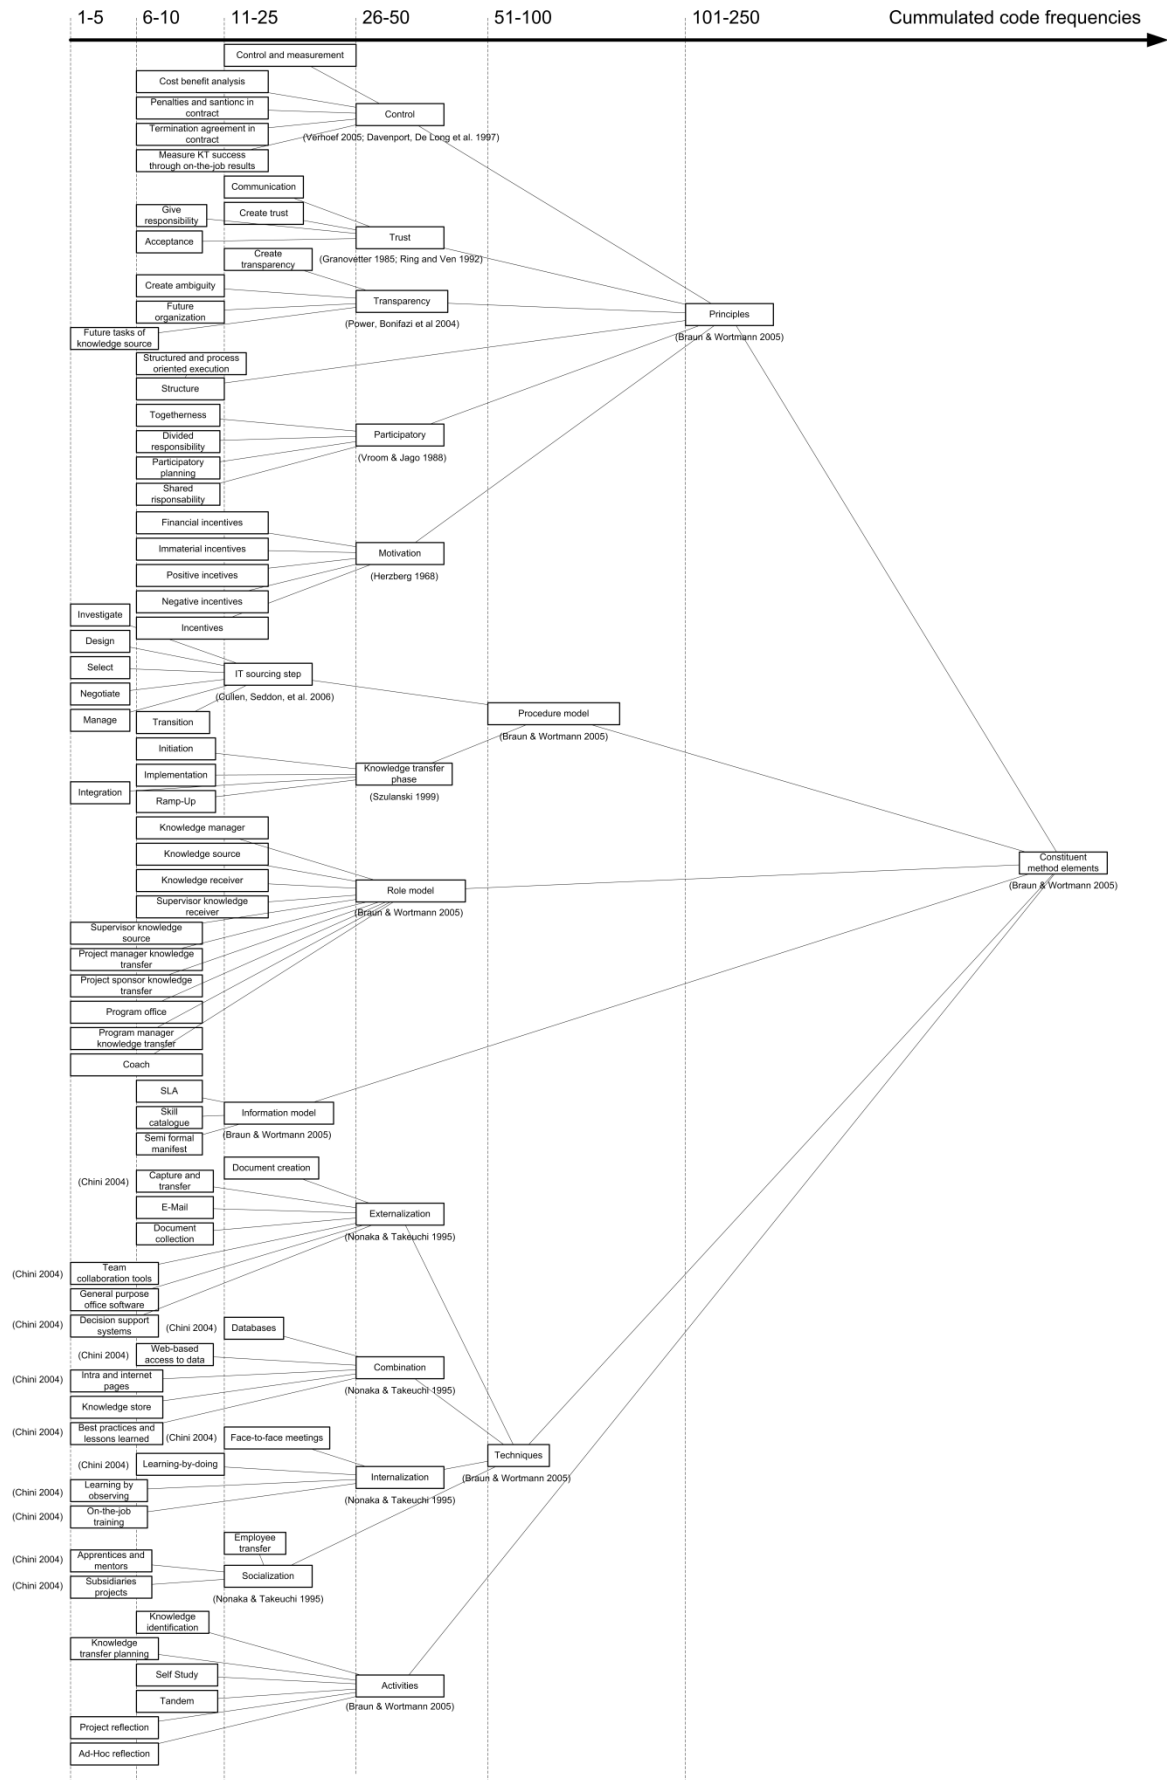 1-5 6-10 11-25 26-50 51-100 101-250 Cummulated code frequencies
Control and measurement
Cost benefit analysis
Penalties and santionc in
contract
Termination agreement in
contract
Measure KT success
through on-the-job results
Control
(Verhoef 2005; Davenport, De Long et al. 1997)
Communication
Give
responsibility
Create trust
Acceptance
Trust
(Granovetter 1985; Ring and Ven 1992)
Create
transparency
Create ambiguity
Future
organization
Future tasks of
knowledge source
Transparency
(Power, Bonifazi et al 2004)
Principles
(Braun & Wortmann 2005)
Structured and process
oriented execution
Structure
Togetherness
Divided
responsibility
Participatory
planning
Shared
risponsability
Participatory
(Vroom & Jago 1988)
Financial incentives
Immaterial incentives
Positive incetives
Negative incentives
Incentives
Motivation
(Herzberg 1968)
Investigate
Design
Select
Negotiate
Manage
Transition
IT sourcing step
(Cullen, Seddon, et al. 2006)
Procedure model
(Braun & Wortmann 2005)
Initiation
Implementation
Integration
Ramp-Up
Knowledge transfer
phase
(Szulanski 1999)
Knowledge manager
Knowledge source
Knowledge receiver
Supervisor knowledge
receiver
Supervisor knowledge
source
Project manager knowledge
transfer
Project sponsor knowledge
transfer
Program office
Program manager
knowledge transfer
Coach
Role model
(Braun & Wortmann 2005)
Constituent
method elements
(Braun & Wortmann 2005)
SLA
Skill
catalogue
Semi formal
manifest
Information model
(Braun & Wortmann 2005)
Document creation
(Chini 2004)
Capture and
transfer
E-Mail
Document
collection
Externalization
(Nonaka & Takeuchi 1995)
(Chini 2004)
Team
collaboration tools
General purpose
office software
(Chini 2004)
Decision support
systems
(Chini 2004)
Databases
(Chini 2004)
Web-based
access to data
(Chini 2004)
Intra and internet
pages
Knowledge store
(Chini 2004)
Best practices and
lessons learned
Combination
(Nonaka & Takeuchi 1995)
(Chini 2004)
Face-to-face meetings
(Chini 2004)
Learning-by-doing
(Chini 2004)
Learning by
observing
(Chini 2004)
On-the-job
training
Internalization
(Nonaka & Takeuchi 1995)
Techniques
(Braun & Wortmann 2005)
Employee
transfer
(Chini 2004)
Apprentices and
mentors
(Chini 2004)
Subsidiaries
projects
Socialization
(Nonaka & Takeuchi 1995)
Knowledge
identification
Knowledge
transfer planning
Self Study
Tandem
Project reflection
Ad-Hoc reflection
Activities
(Braun & Wortmann 2005)